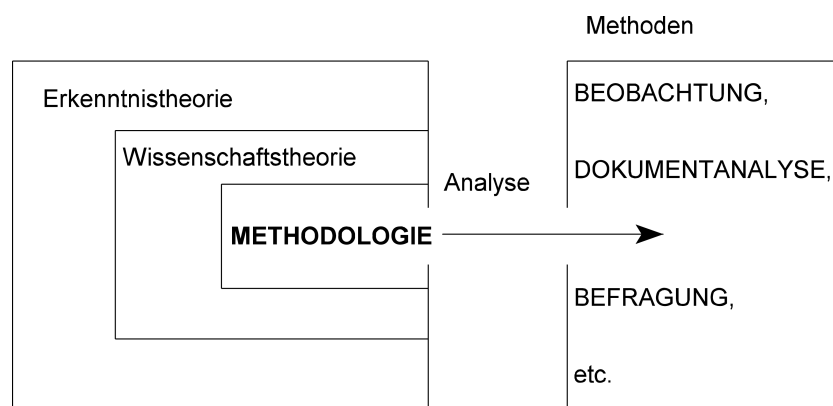 Methoden
Erkenntnistheorie
BEOBACHTUNG,
Wissenschaftstheorie
DOKUMENTANALYSE,
Analyse
METHODOLOGIE
BEFRAGUNG,
etc.